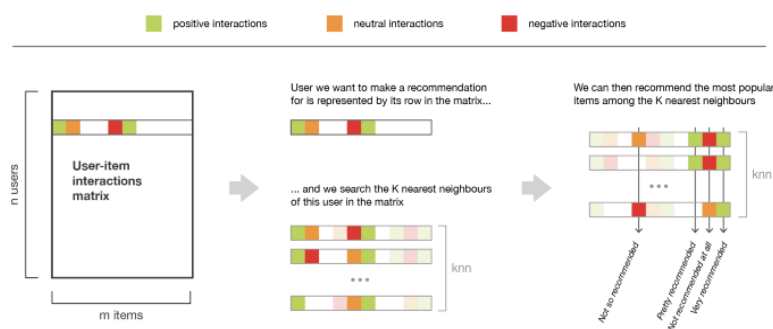 positive interactions
neutral interactions
negative interactions
User-item
interactions
matrix
n users
m items
User we want to make a recommendation
for is represented by its row in the matrix...
... and we search the K nearest neighbours
of this user in the matrix
knn
We can then recommend the most popular
items among the K nearest neighbours
knn
Not so recommended
Pretty recommended
Not recommended at all
Very recommended